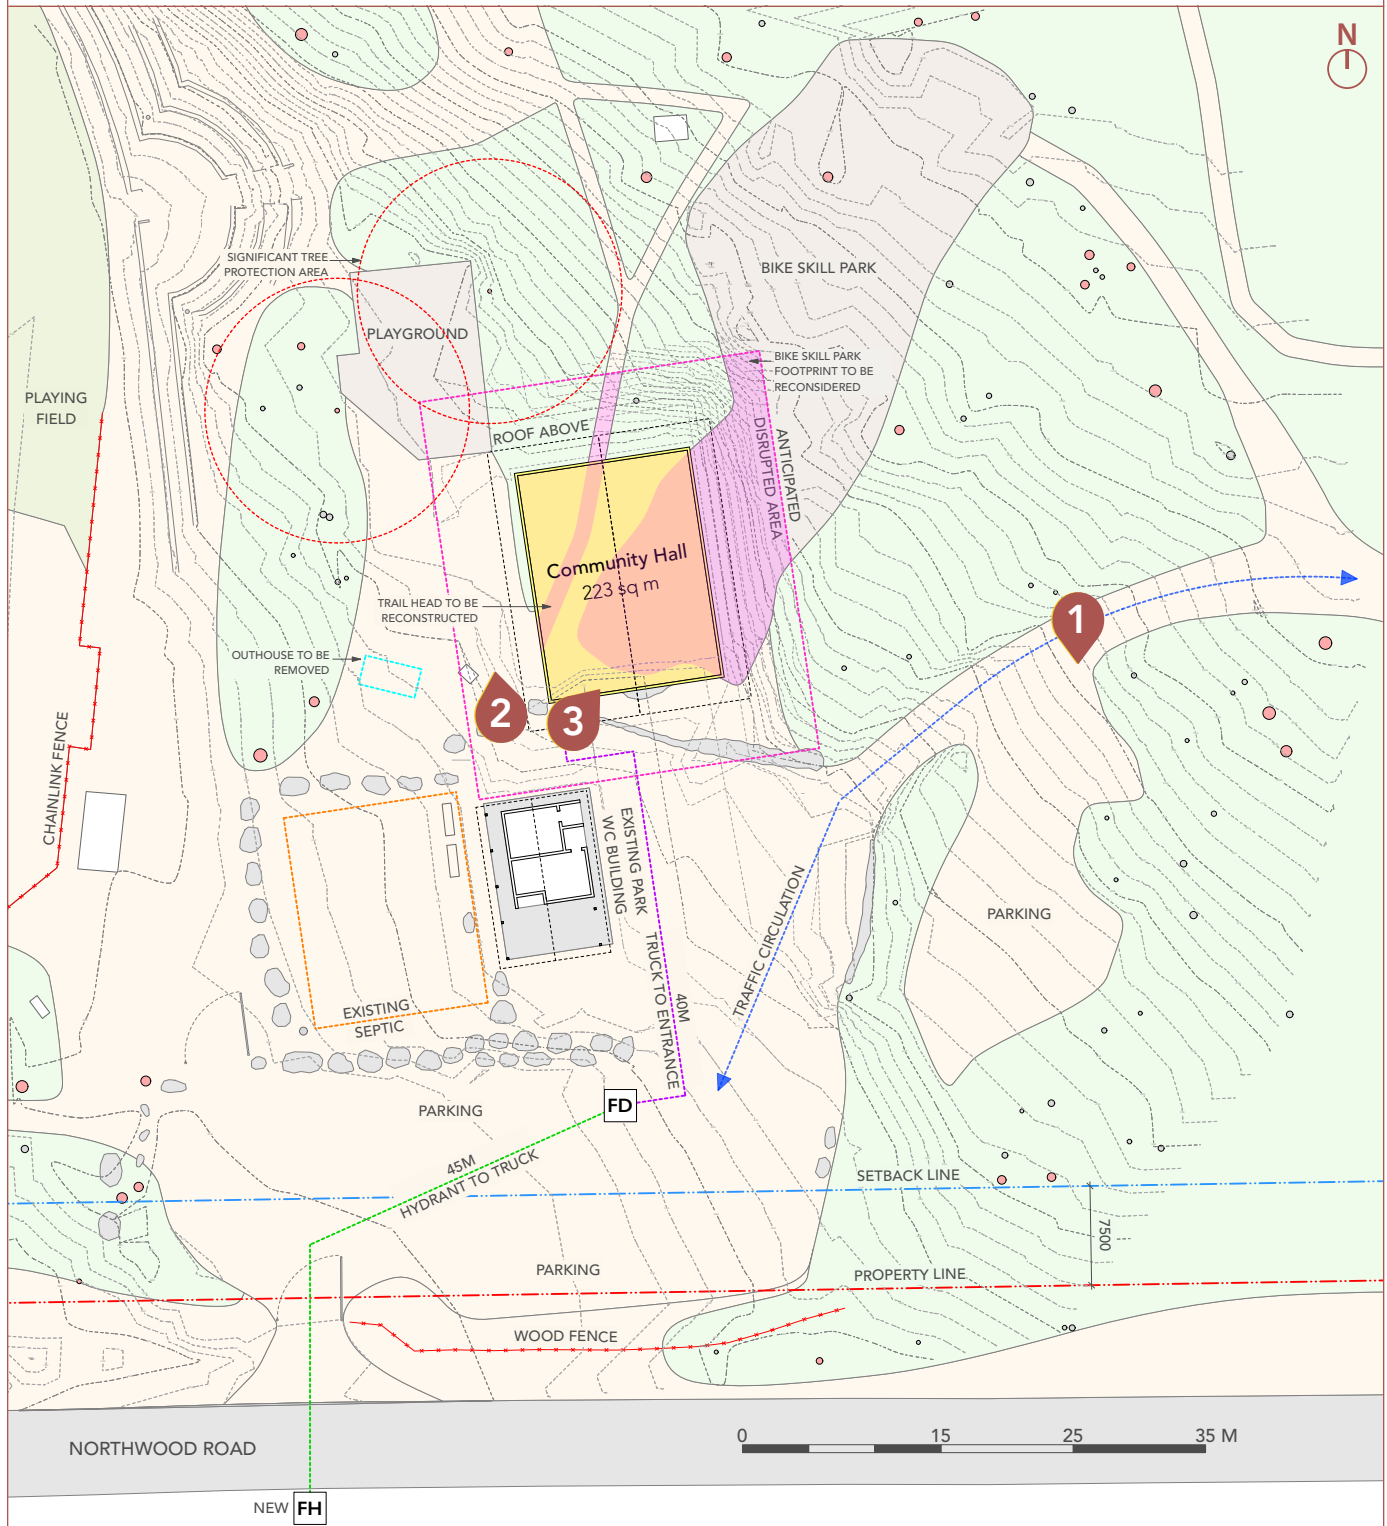 N
SIGNIFICANT TREE
PROTECTION AREA
BIKE SKILL PARK
PLAYGROUND
BIKE SKILL PARK
FOOTPRINT TO BE
RECONSIDERED
PLAYING
FIELD
ROOF ABOVE
ANTICIPATED
DISRUPTED AREA
Community Hall
223 sq m
TRAIL HEAD TO BE
RECONSTRUCTED
OUTHOUSE TO BE
REMOVED
1
2
3
CHAINLINK FENCE
EXISTING PARK
WC BUILDING
TRAFFIC CIRCULATION
PARKING
EXISTING
SEPTIC
40M
TRUCK TO ENTRANCE
PARKING
FD
45M
HYDRANT TO TRUCK
SETBACK LINE
7500
PARKING
PROPERTY LINE
WOOD FENCE
NORTHWOOD ROAD
0 15 25 35 M
NEW FH